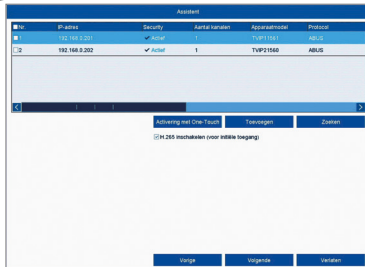 Assistent
Nr. IP-adres Security Aantal kanalen Apparaatmodel Protocol
1 192.168.0.201 Actief 1 TVIP11561 ABUS
2 192.168.0.202 Actief 1 TVIP21560 ABUS
Activering met One-Touch Toevoegen Zoeken
H.265 inschakelen (voor initiële toegang)
Vorige Volgende Verlaten